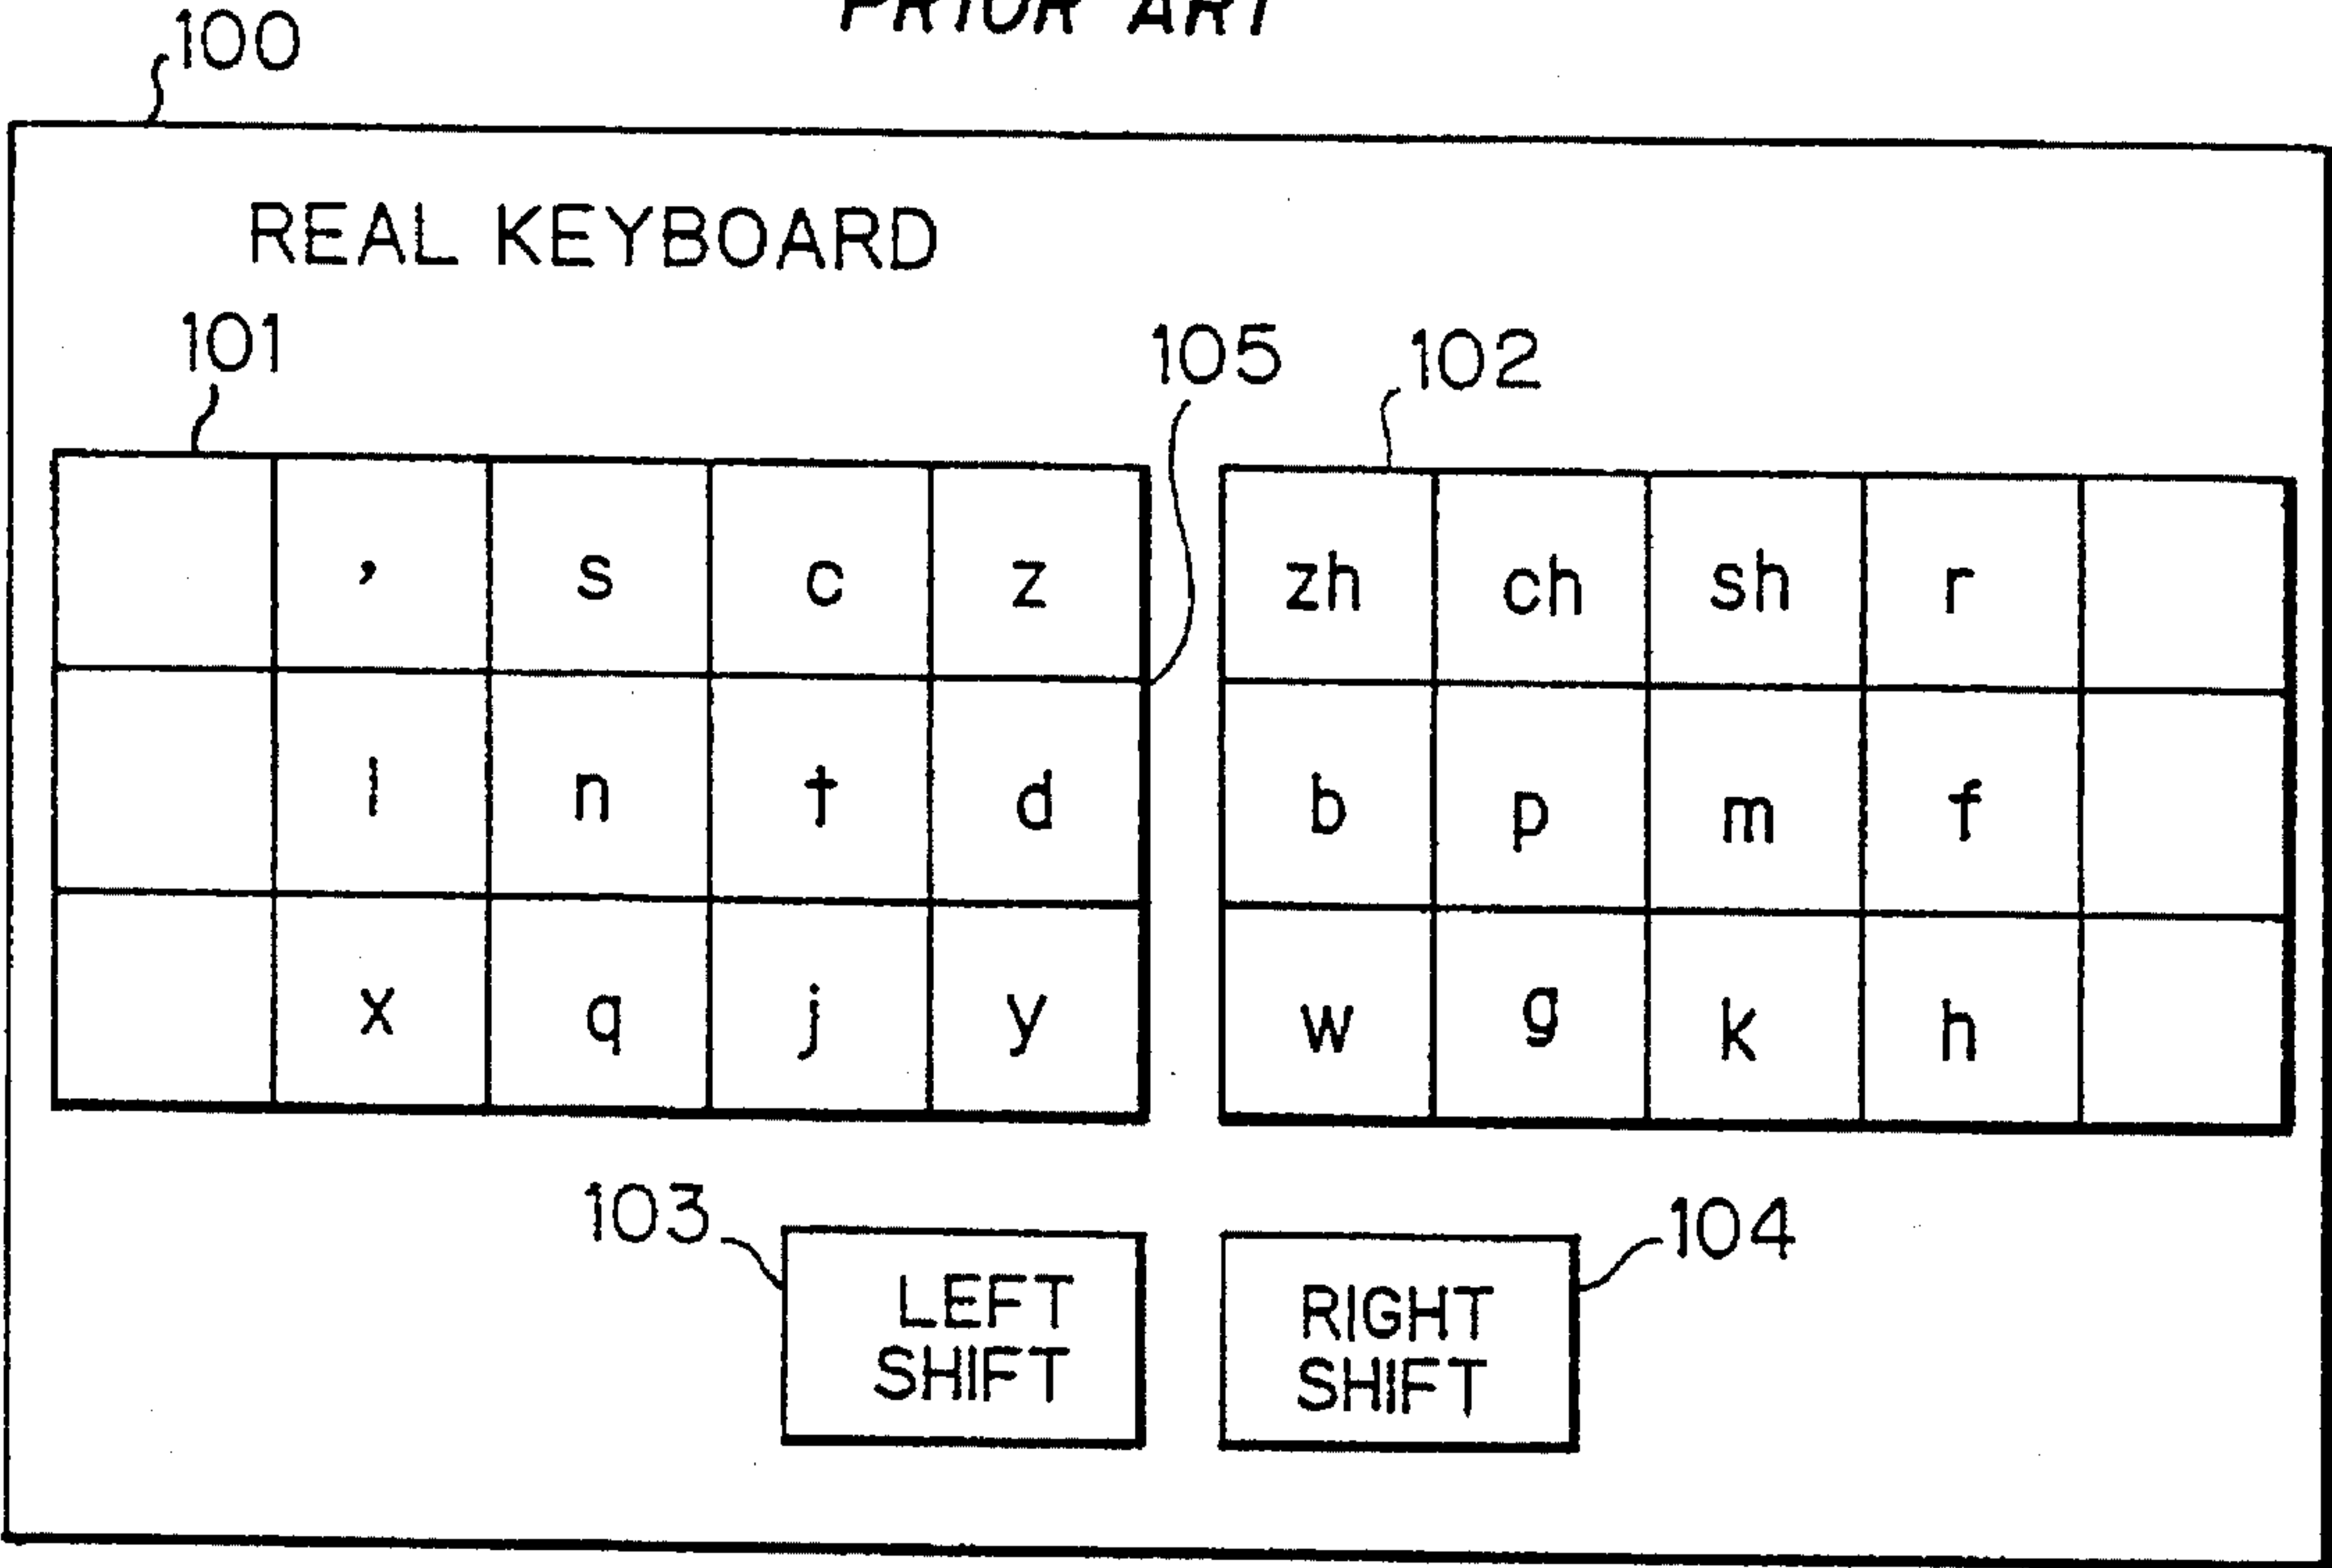 PRIOR ART
100
REAL KEYBOARD
101 105 102
, s c z zh ch sh r
l n t d b p m f
x q j y w g k h
103 104
LEFT SHIFT
RIGHT SHIFT